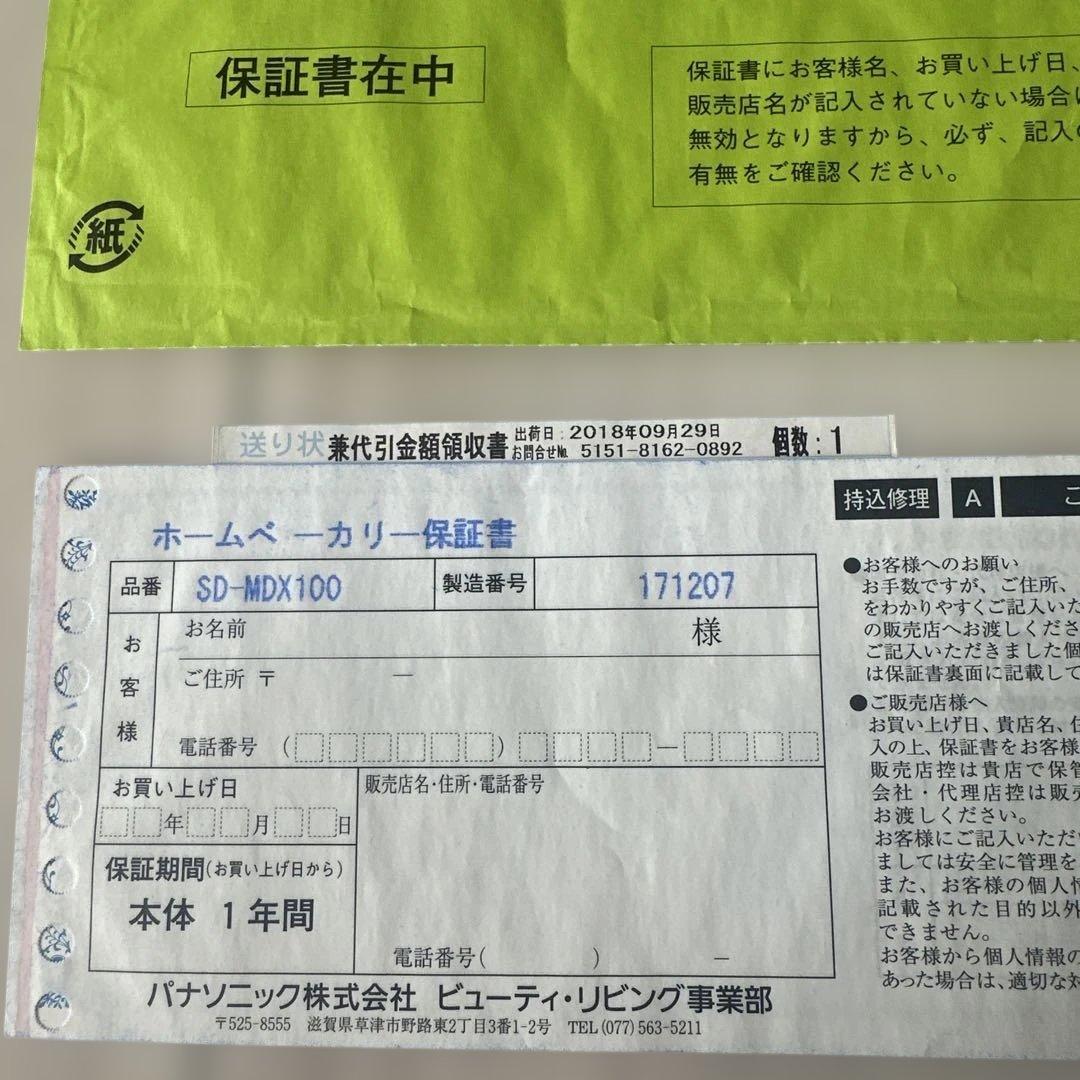 保証書在中
保証書にお客様名、お買い上げ日、
販売店名が記入されていない場合は
無効となりますから、必ず、記入の
有無をご確認ください。
紙
送り状兼代引金額領収書 出荷日:2018年09月29日 個数:1
お問合せNo. 5151-8162-0892
持込修理 A
ホームベーカリー保証書
品番 SD-MDX100 製造番号 171207
お客様
お名前 様
ご住所 〒 －
電話番号 ( ) －
お買い上げ日
年 月 日
保証期間(お買い上げ日から)
本体 1年間
販売店名・住所・電話番号
電話番号( ) －
パナソニック株式会社 ビューティ・リビング事業部
〒525-8555 滋賀県草津市野路東2丁目3番1-2号 TEL(077)563-5211
●お客様へのお願い
お手数ですが、ご住所、
をわかりやすくご記入いた
の販売店へお渡しくださ
ご記入いただきました個
は保証書裏面に記載して
●ご販売店様へ
お買い上げ日、貴店名、住
入の上、保証書をお客様
販売店控は貴店で保管
会社・代理店控は販売
お渡しください。
お客様にご記入いただい
ましては安全に管理を
また、お客様の個人情
記載された目的以外
できません。
お客様から個人情報の
あった場合は、適切な対